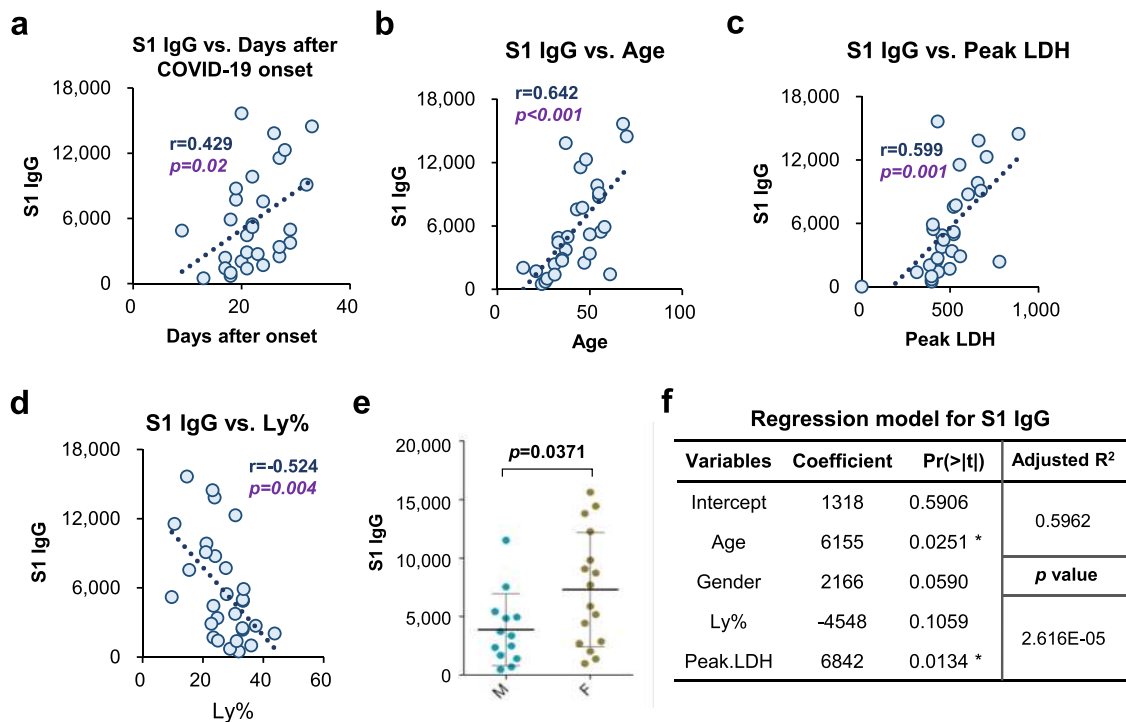 a
S1 IgG vs. Days after
COVID-19 onset
18,000
12,000
6,000
0
S1 IgG
r=0.429
p=0.02
0
20
40
Days after onset
b
S1 IgG vs. Age
18,000
12,000
6,000
0
S1 IgG
r=0.642
p<0.001
0
50
100
Age
c
S1 IgG vs. Peak LDH
18,000
12,000
6,000
0
S1 IgG
r=0.599
p=0.001
0
500
1,000
Peak LDH
d
S1 IgG vs. Ly%
18,000
12,000
6,000
0
S1 IgG
r=-0.524
p=0.004
0
20
40
60
Ly%
e
20,000
15,000
10,000
5,000
0
S1 IgG
p=0.0371
M
F
f
Regression model for S1 IgG
Variables Coefficient Pr(>|t|) Adjusted R²
Intercept 1318 0.5906
0.5962
Age 6155 0.0251 *
Gender 2166 0.0590 p value
Ly% -4548 0.1059
2.616E-05
Peak.LDH 6842 0.0134 *